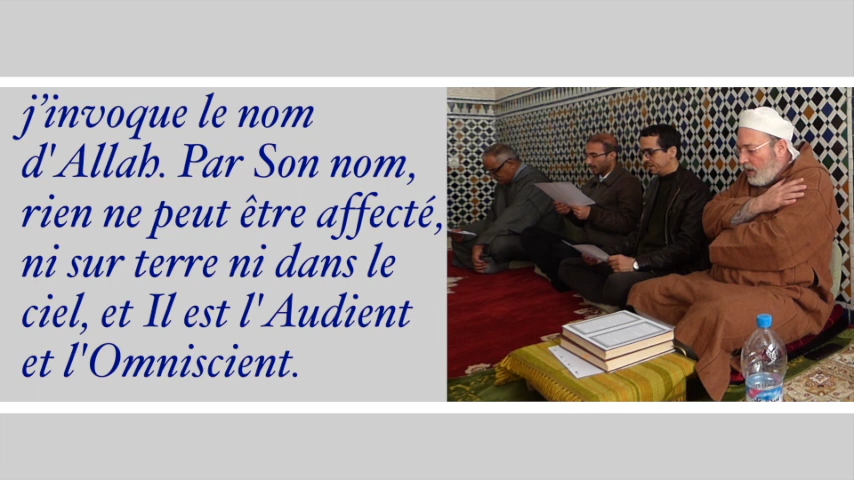 j’invoque le nom
d'Allah. Par Son nom,
rien ne peut être affecté,
ni sur terre ni dans le
ciel, et Il est l'Audient
et l'Omniscient.